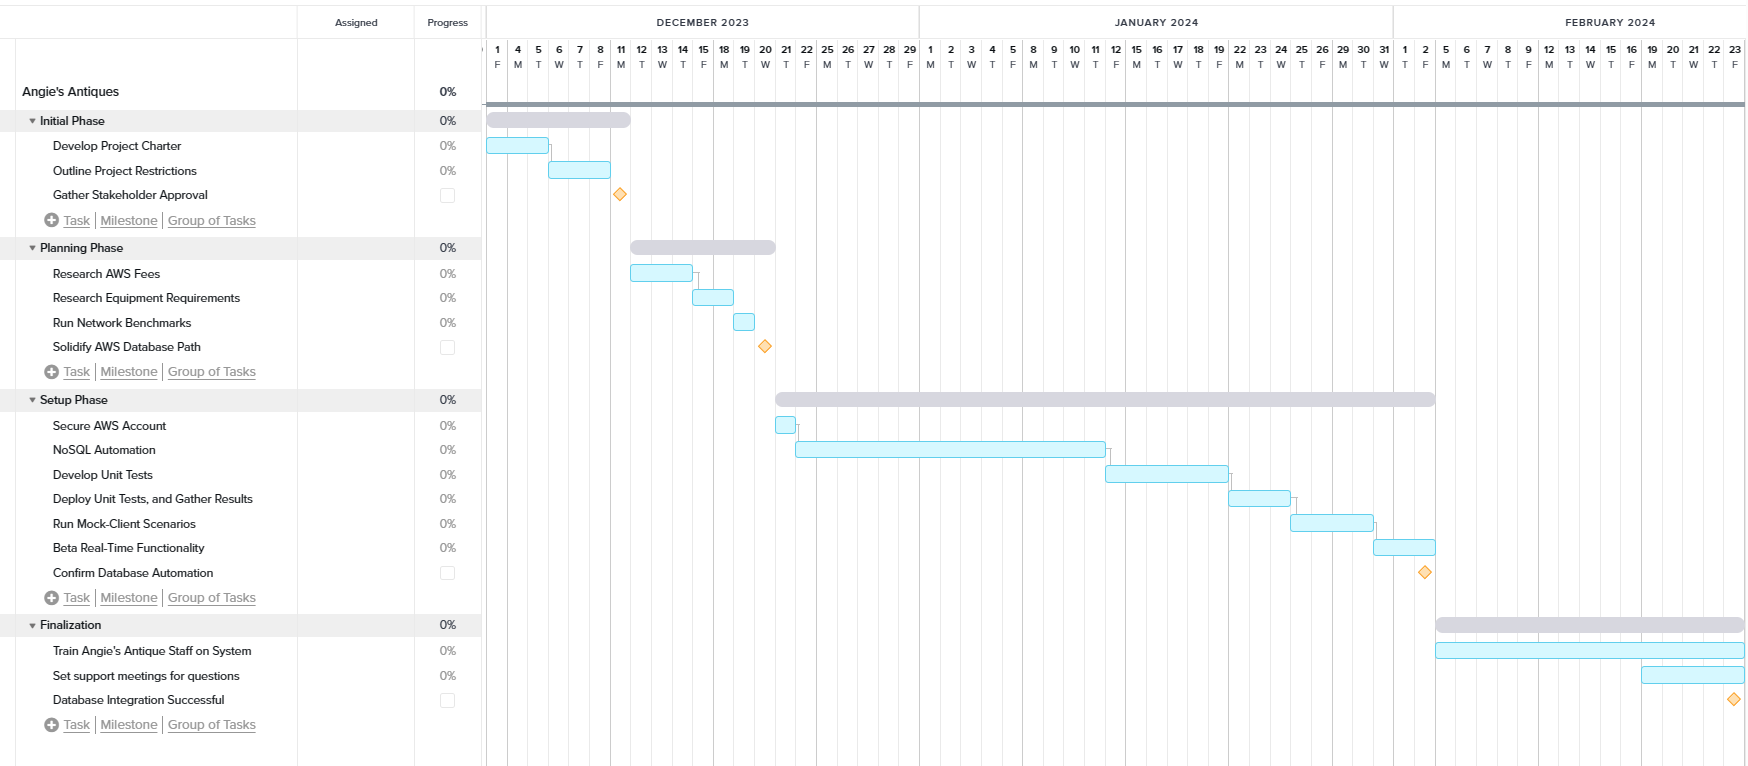 Assigned Progress DECEMBER 2023 JANUARY 2024 FEBRUARY 2024
1 4 5 6 7 8 11 12 13 14 15 18 19 20 21 22 25 26 27 28 29 1 2 3 4 5 8 9 10 11 12 15 16 17 18 19 22 23 24 25 26 29 30 31 1 2 5 6 7 8 9 12 13 14 15 16 19 20 21 22 23
F M T W T F M T W T F M T W T F M T W T F M T W T F M T W T F M T W T F M T W T F M T W T F M T W T F M T W T F M T W T F
Angie's Antiques 0%
Initial Phase 0%
Develop Project Charter 0%
Outline Project Restrictions 0%
Gather Stakeholder Approval
Task | Milestone | Group of Tasks
Planning Phase 0%
Research AWS Fees 0%
Research Equipment Requirements 0%
Run Network Benchmarks 0%
Solidify AWS Database Path
Task | Milestone | Group of Tasks
Setup Phase 0%
Secure AWS Account 0%
NoSQL Automation 0%
Develop Unit Tests 0%
Deploy Unit Tests, and Gather Results 0%
Run Mock-Client Scenarios 0%
Beta Real-Time Functionality 0%
Confirm Database Automation
Task | Milestone | Group of Tasks
Finalization 0%
Train Angie's Antique Staff on System 0%
Set support meetings for questions 0%
Database Integration Successful
Task | Milestone | Group of Tasks